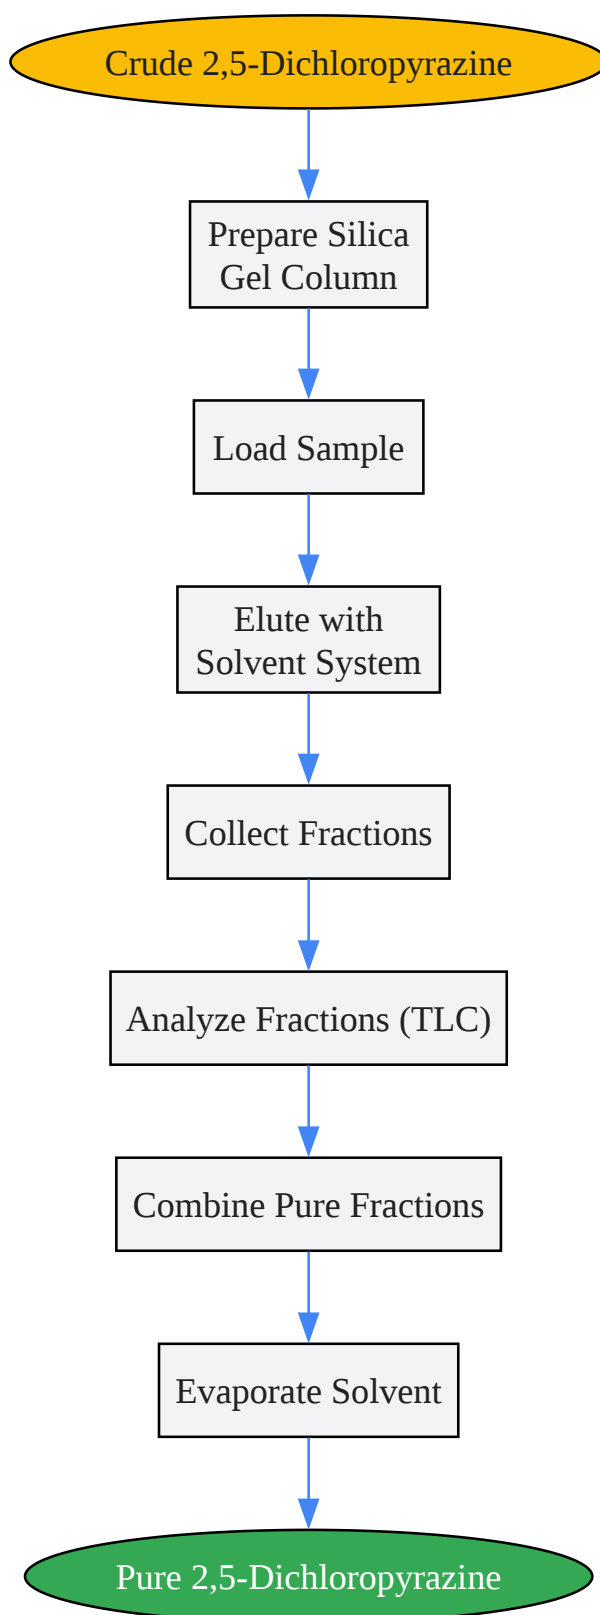 Crude 2,5-Dichloropyrazine
Prepare Silica
Gel Column
Load Sample
Elute with
Solvent System
Collect Fractions
Analyze Fractions (TLC)
Combine Pure Fractions
Evaporate Solvent
Pure 2,5-Dichloropyrazine